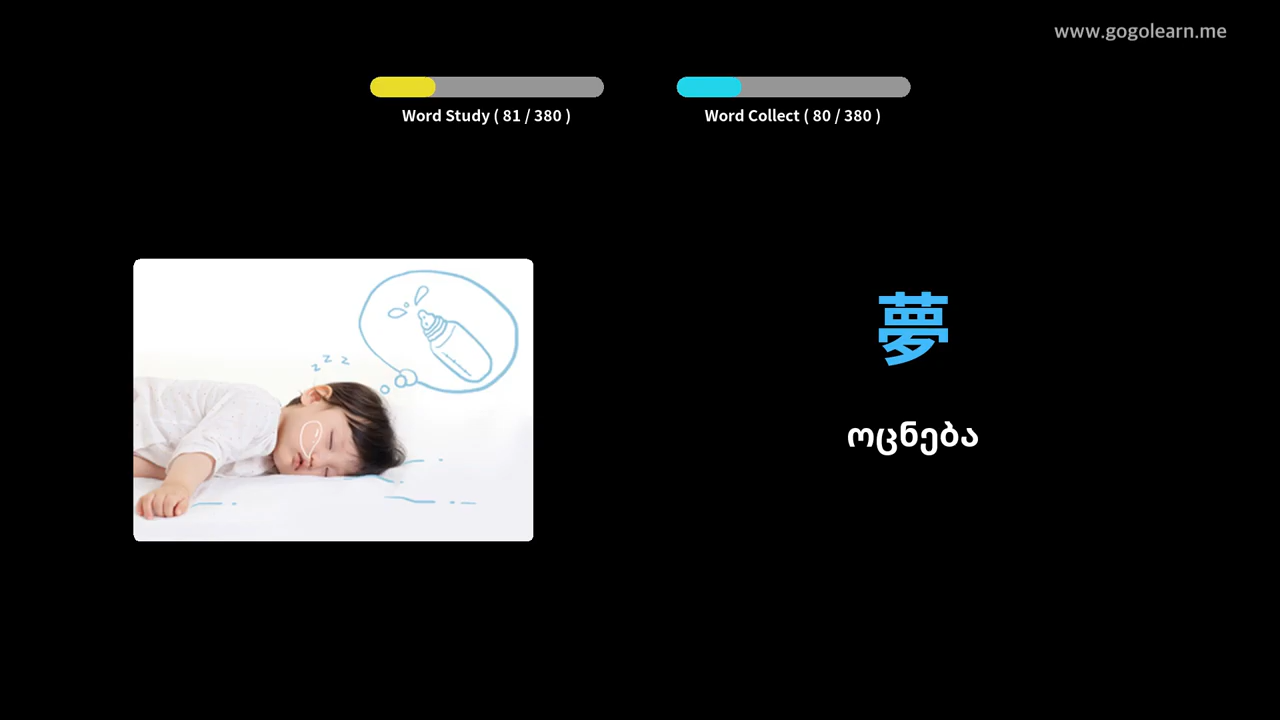 www.gogolearn.me
Word Study ( 81 / 380 )
Word Collect ( 80 / 380 )
z z z
夢
ოცნება